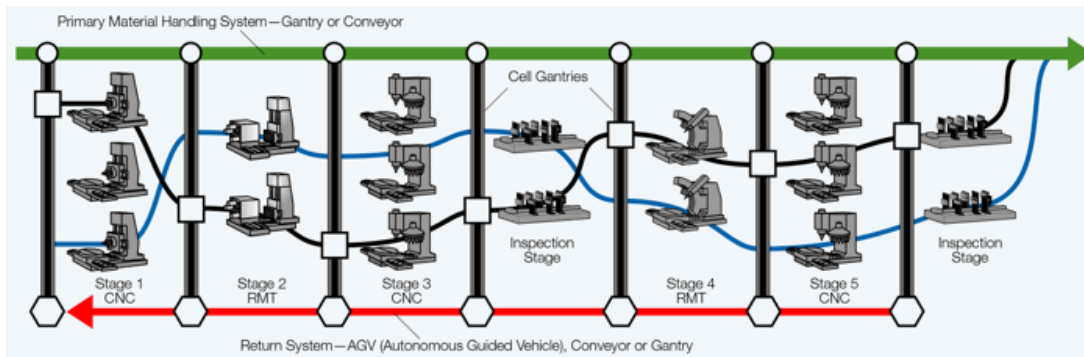 Primary Material Handling System—Gantry or Conveyor
Cell Gantries
Inspection
Stage
Inspection
Stage
Stage 1
CNC
Stage 2
RMT
Stage 3
CNC
Stage 4
RMT
Stage 5
CNC
Return System—AGV (Autonomous Guided Vehicle), Conveyor or Gantry